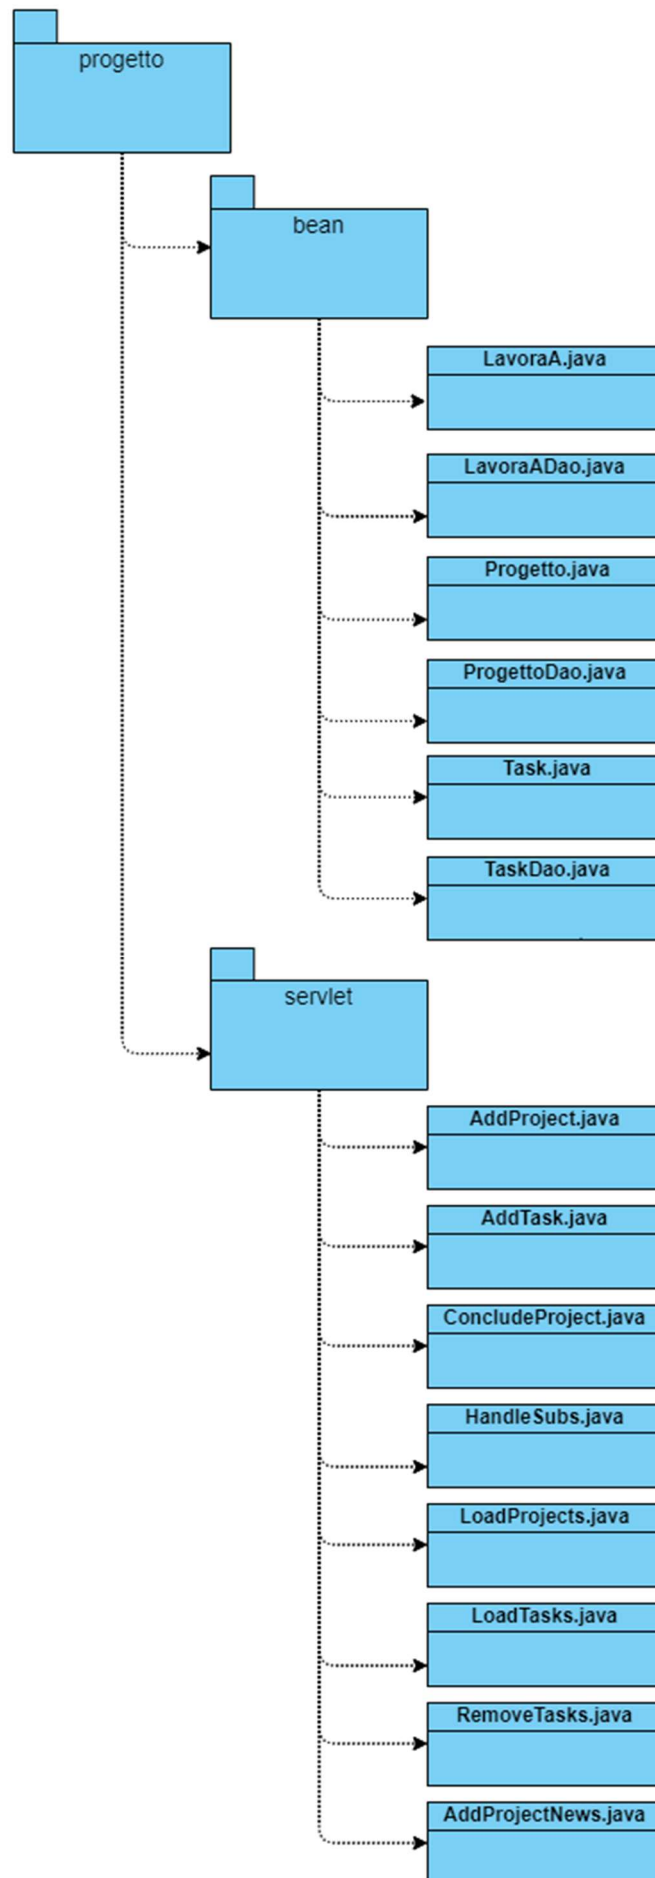 progetto
bean
LavoraA.java
LavoraADao.java
Progetto.java
ProgettoDao.java
Task.java
TaskDao.java
servlet
AddProject.java
AddTask.java
ConcludeProject.java
HandleSubs.java
LoadProjects.java
LoadTasks.java
RemoveTasks.java
AddProjectNews.java